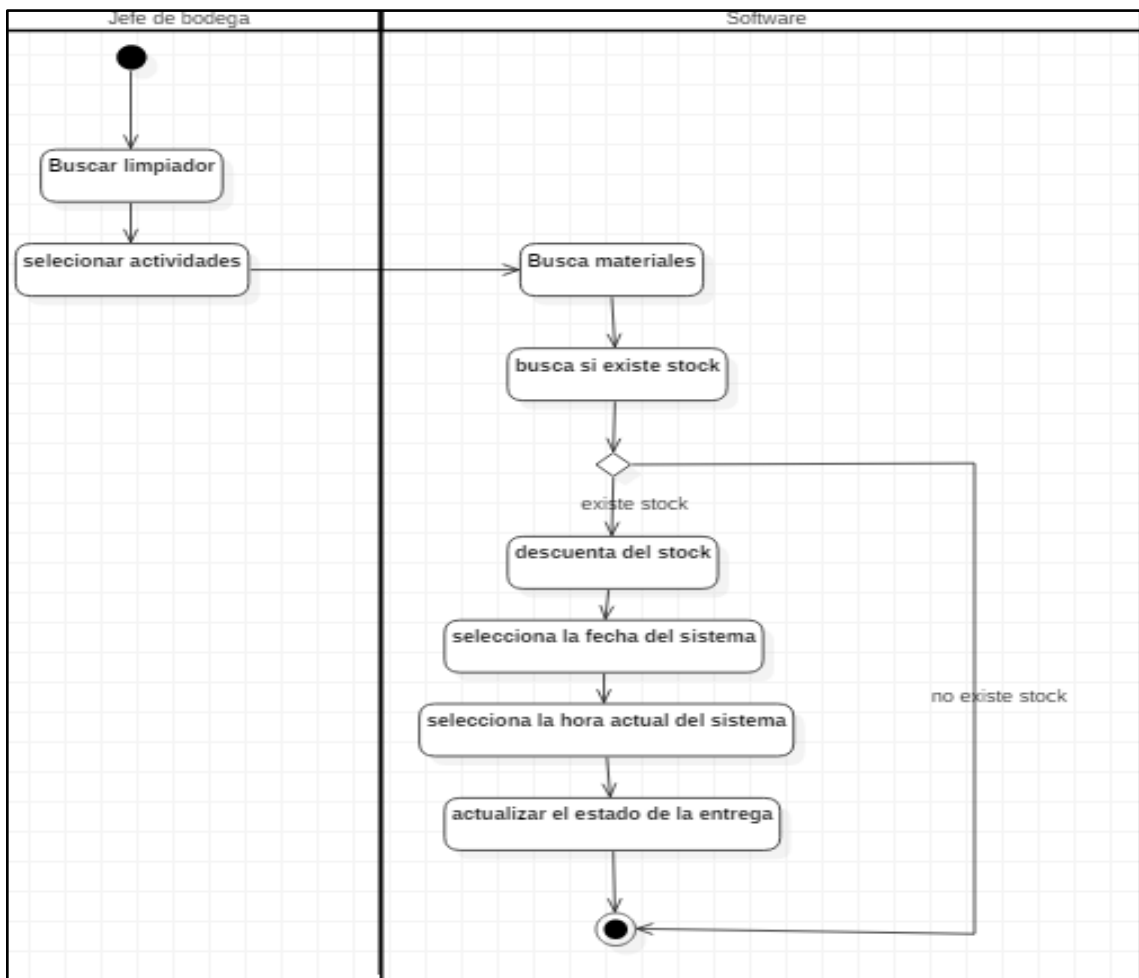 Jefe de bodega
Software
Buscar limpiador
selecionar actividades
Busca materiales
busca si existe stock
existe stock
descuenta del stock
selecciona la fecha del sistema
no existe stock
selecciona la hora actual del sistema
actualizar el estado de la entrega